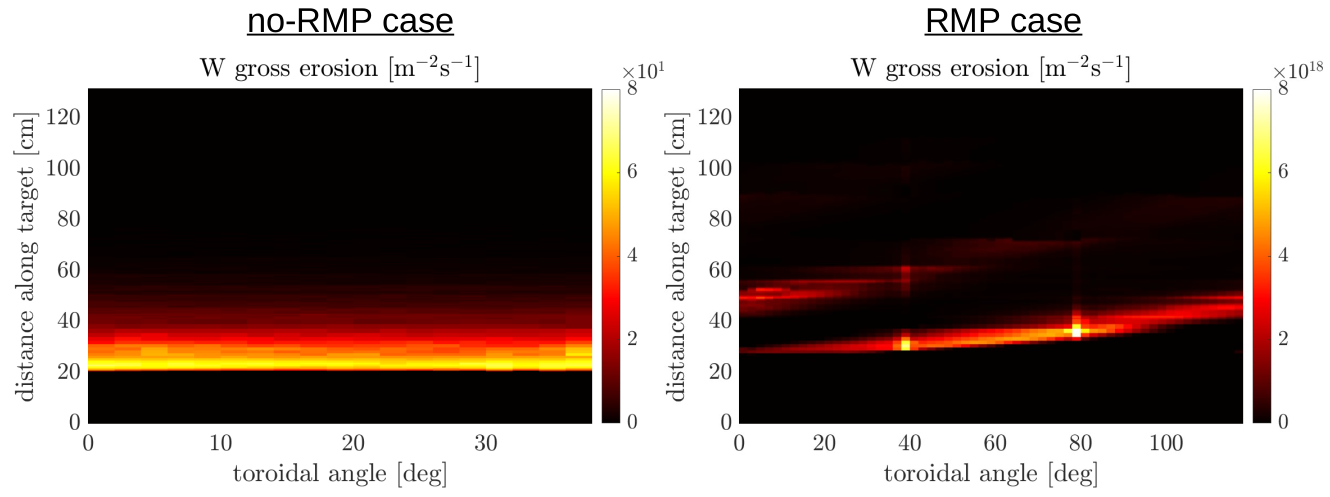 no-RMP case
W gross erosion [m⁻²s⁻¹]
×10¹
8
6
4
2
0
120
100
80
60
40
20
0
distance along target [cm]
0 10 20 30
toroidal angle [deg]
RMP case
W gross erosion [m⁻²s⁻¹]
×10¹⁸
8
6
4
2
0
120
100
80
60
40
20
0
distance along target [cm]
0 20 40 60 80 100
toroidal angle [deg]